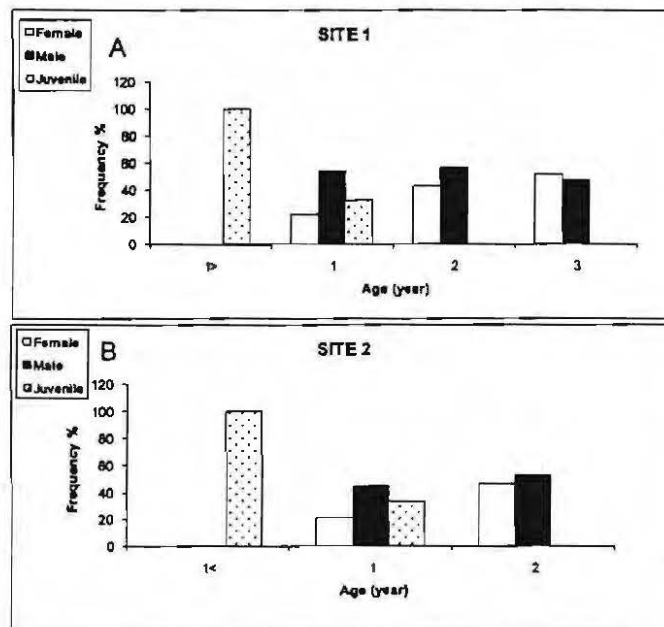 Female
Male
Juvenile
A
SITE 1
Frequency %
120
100
80
60
40
20
0
1>
1
2
3
Age (year)
Female
Male
Juvenile
B
SITE 2
Frequency %
120
100
80
60
40
20
0
1<
1
2
Age (year)